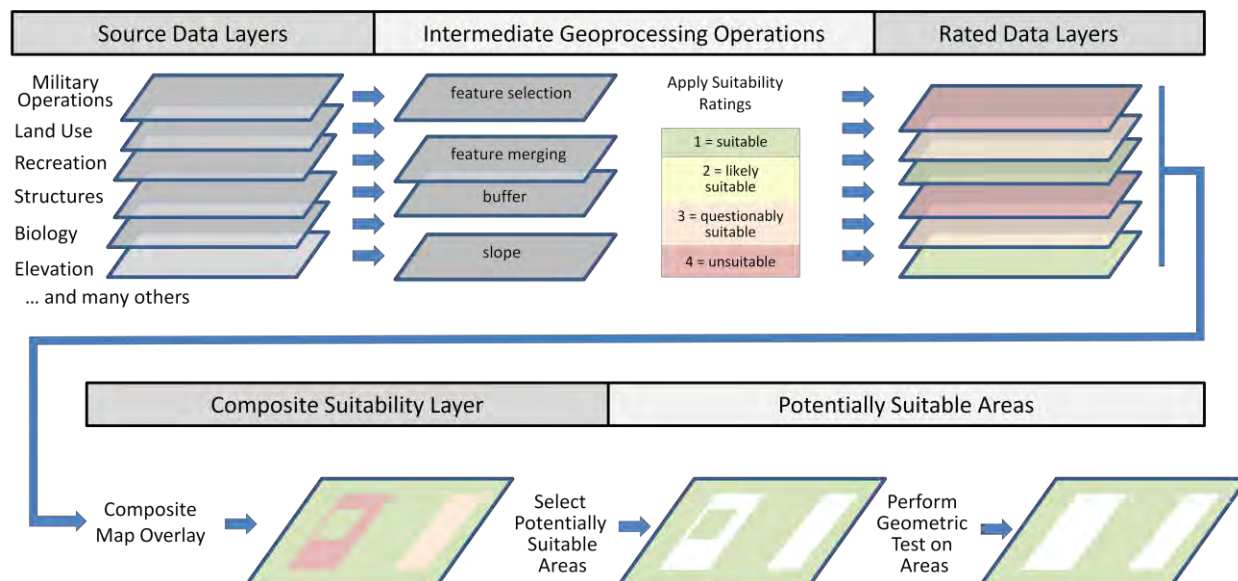 Source Data Layers
Intermediate Geoprocessing Operations
Rated Data Layers
Military
Operations
Land Use
Recreation
Structures
Biology
Elevation
... and many others
feature selection
feature merging
buffer
slope
Apply Suitability
Ratings
1 = suitable
2 = likely
suitable
3 = questionably
suitable
4 = unsuitable
Composite Suitability Layer
Potentially Suitable Areas
Composite
Map Overlay
Select
Potentially
Suitable
Areas
Perform
Geometric
Test on
Areas